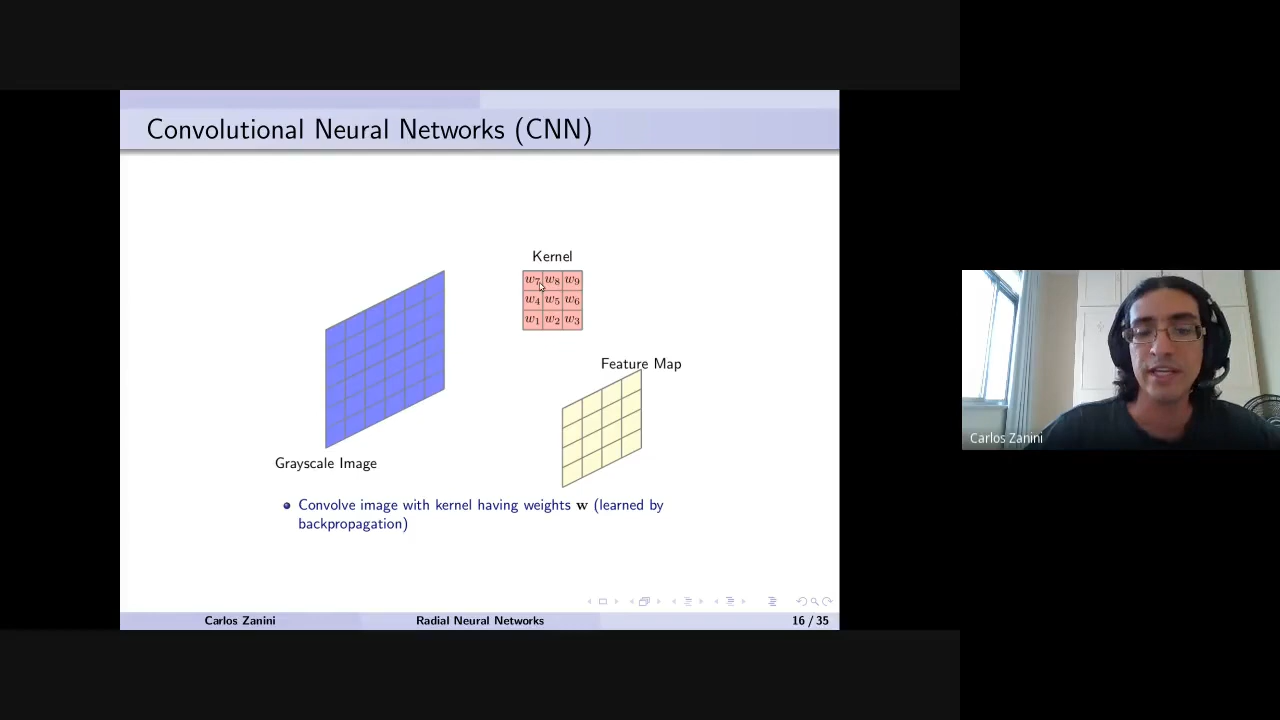 Convolutional Neural Networks (CNN)
Kernel
w7 w8 w9
w4 w5 w6
w1 w2 w3
Feature Map
Grayscale Image
Convolve image with kernel having weights w (learned by
backpropagation)
Carlos Zanini
Radial Neural Networks
16 / 35
Carlos Zanini